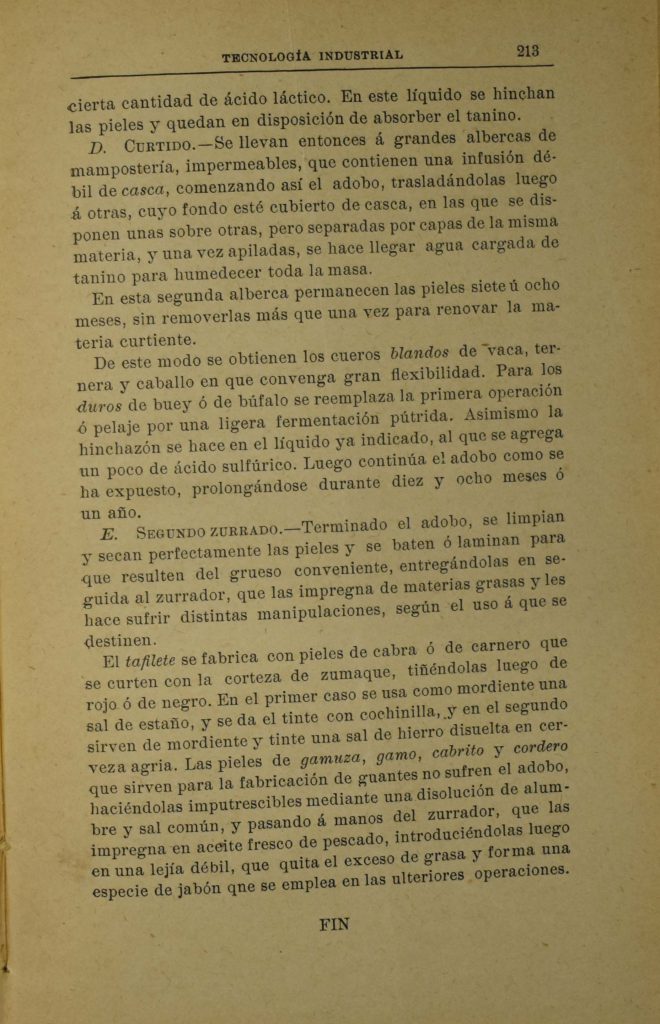 TECNOLOGÍA INDUSTRIAL 213
cierta cantidad de ácido láctico. En este líquido se hinchan
las pieles y quedan en disposición de absorber el tanino.
D. CURTIDO.—Se llevan entonces á grandes albercas de
mampostería, impermeables, que contienen una infusión dé-
bil de casca, comenzando así el adobo, trasladándolas luego
á otras, cuyo fondo esté cubierto de casca, en las que se dis-
ponen unas sobre otras, pero separadas por capas de la misma
materia, y una vez apiladas, se hace llegar agua cargada de
tanino para humedecer toda la masa.
En esta segunda alberca permanecen las pieles siete ú ocho
meses, sin removerlas más que una vez para renovar la ma-
teria curtiente.
De este modo se obtienen los cueros blandos de vaca, ter-
nera y caballo en que convenga gran flexibilidad. Para los
duros de buey ó de búfalo se reemplaza la primera operación
ó pelaje por una ligera fermentación pútrida. Asimismo la
hinchazón se hace en el líquido ya indicado, al que se agrega
un poco de ácido sulfúrico. Luego continúa el adobo como se
ha expuesto, prolongándose durante diez y ocho meses ó
un año.
E. SEGUNDO ZURRADO.—Terminado el adobo, se limpian
y secan perfectamente las pieles y se baten ó laminan para
que resulten del grueso conveniente, entregándolas en se-
guida al zurrador, que las impregna de materias grasas y les
hace sufrir distintas manipulaciones, según el uso á que se
destinen.
El tafilete se fabrica con pieles de cabra ó de carnero que
se curten con la corteza de zumaque, tiñéndolas luego de
rojo ó de negro. En el primer caso se usa como mordiente una
sal de estaño, y se da el tinte con cochinilla, y en el segundo
sirven de mordiente y tinte una sal de hierro disuelta en cer-
veza agria. Las pieles de gamuza, gamo, cabrito y cordero
que sirven para la fabricación de guantes no sufren el adobo,
haciéndolas imputrescibles mediante una disolución de alum-
bre y sal común, y pasando á manos del zurrador, que las
impregna en aceite fresco de pescado, introduciéndolas luego
en una lejía débil, que quita el exceso de grasa y forma una
especie de jabón qne se emplea en las ulteriores operaciones.
FIN